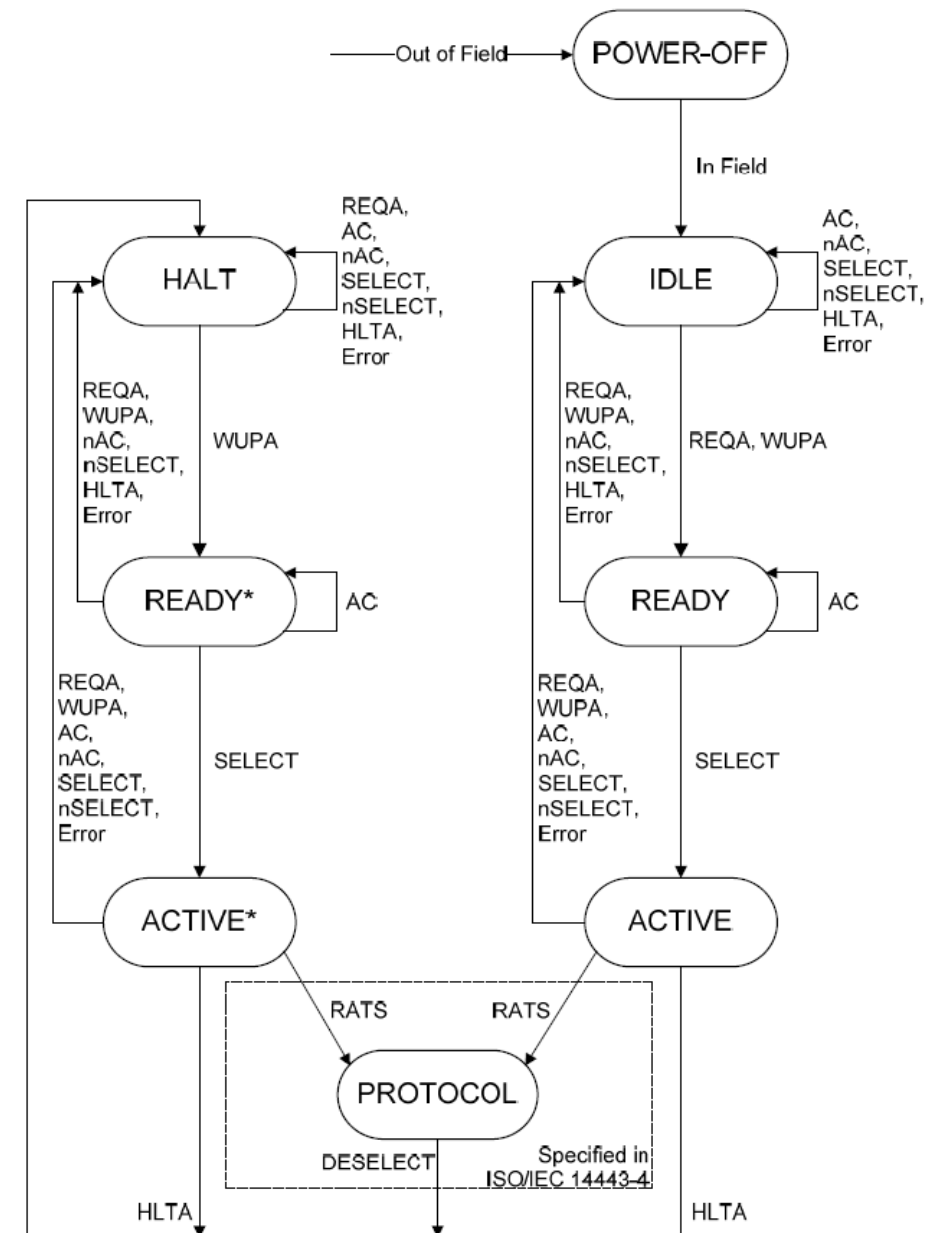 Out of Field
POWER-OFF
In Field
REQA,
AC,
nAC,
SELECT,
nSELECT,
HLTA,
Error
HALT
AC,
nAC,
SELECT,
nSELECT,
HLTA,
Error
IDLE
REQA,
WUPA,
nAC,
nSELECT,
HLTA,
Error
WUPA
REQA,
WUPA,
nAC,
nSELECT,
HLTA,
Error
REQA, WUPA
READY*
AC
READY
AC
REQA,
WUPA,
AC,
nAC,
SELECT,
nSELECT,
Error
SELECT
REQA,
WUPA,
AC,
nAC,
SELECT,
nSELECT,
Error
SELECT
ACTIVE*
ACTIVE
RATS
RATS
PROTOCOL
DESELECT
Specified in
ISO/IEC 14443-4
HLTA
HLTA